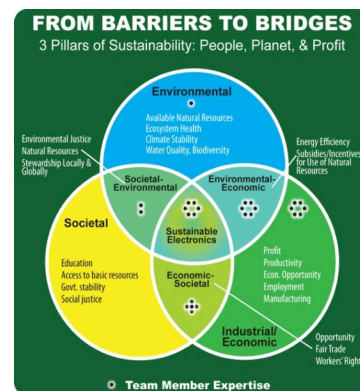 FROM BARRIERS TO BRIDGES
3 Pillars of Sustainability: People, Planet, & Profit
Environmental
Available Natural Resources
Ecosystem Health
Climate Stability
Water Quality, Biodiversity
Environmental Justice
Natural Resources
Stewardship Locally &
Globally
Energy Efficiency
Subsidies/Incentives
for Use of Natural
Resources
Societal-
Environmental
Environmental-
Economic
Societal
Education
Access to basic resources
Govt. stability
Social justice
Sustainable
Electronics
Economic-
Societal
Profit
Productivity
Econ. Opportunity
Employment
Manufacturing
Industrial/
Economic
Opportunity
Fair Trade
Workers' Right
Team Member Expertise